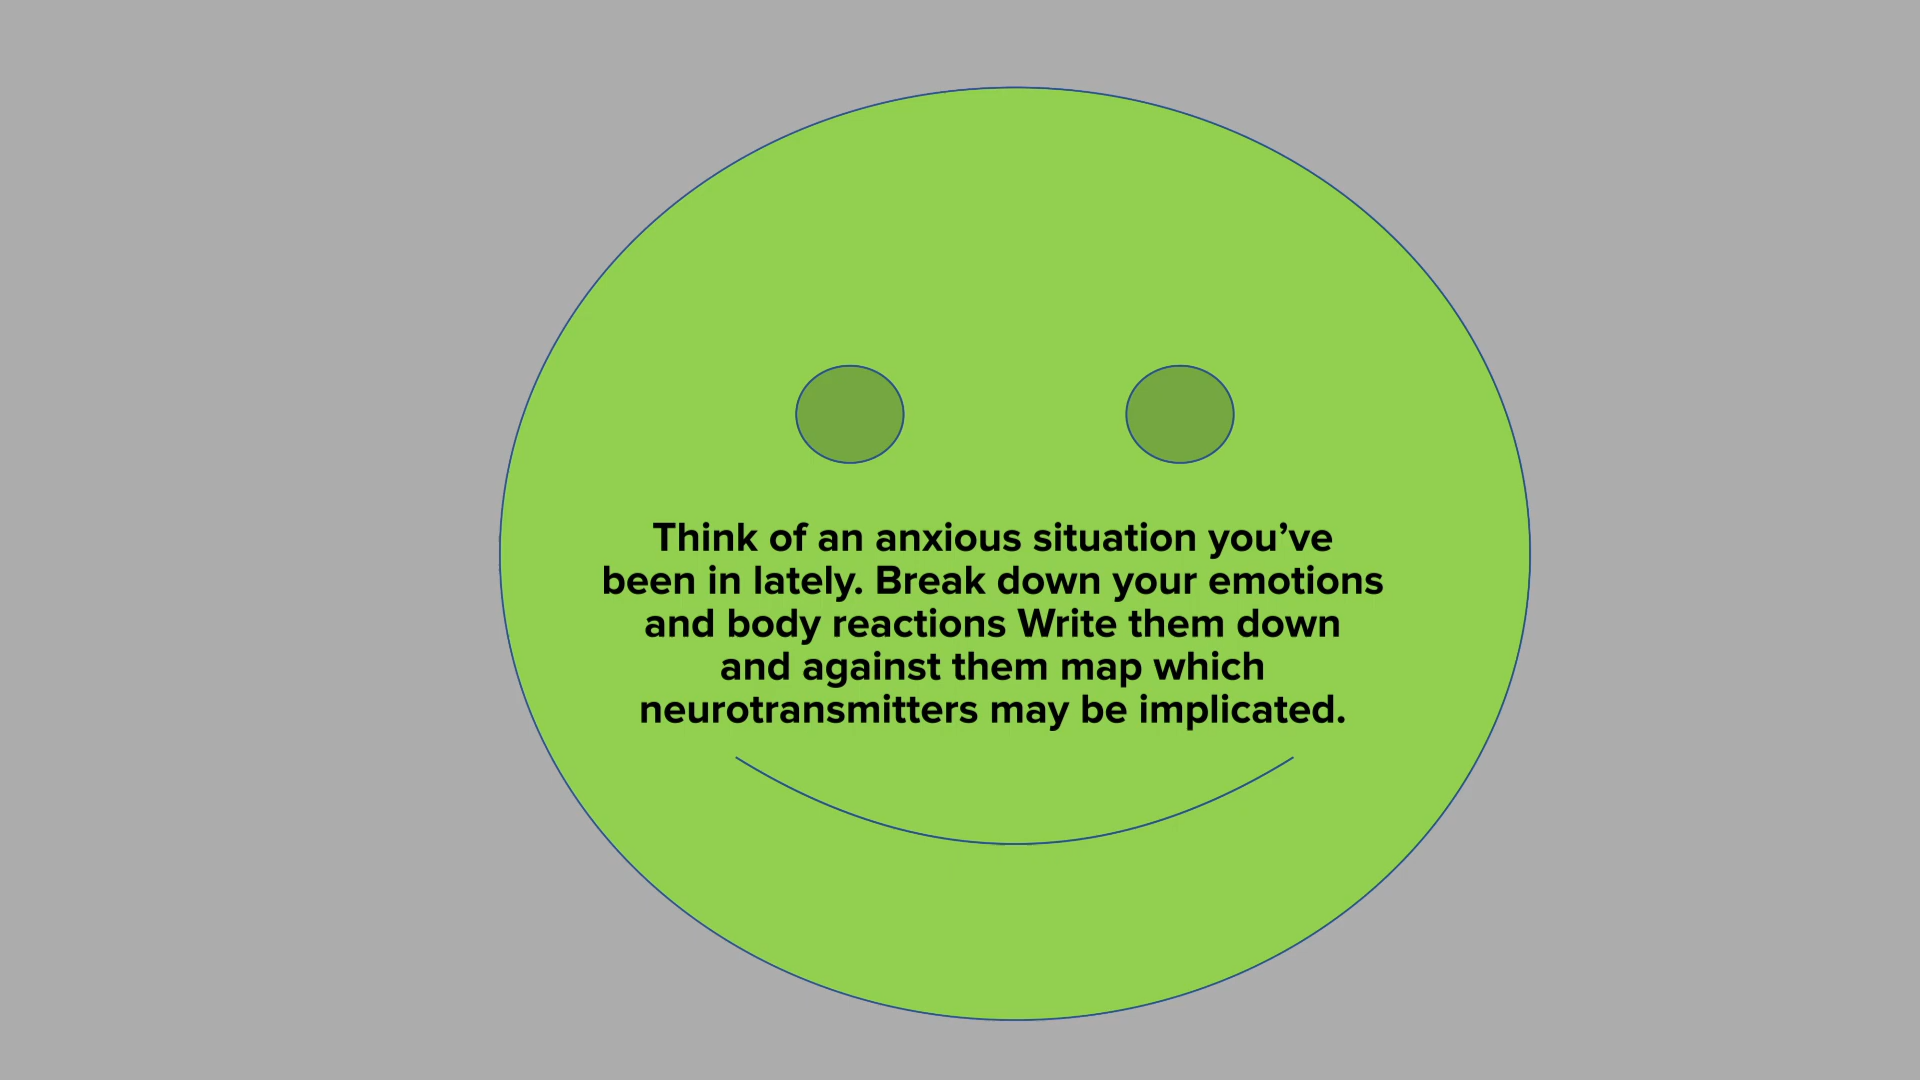 Think of an anxious situation you’ve
been in lately. Break down your emotions
and body reactions Write them down
and against them map which
neurotransmitters may be implicated.